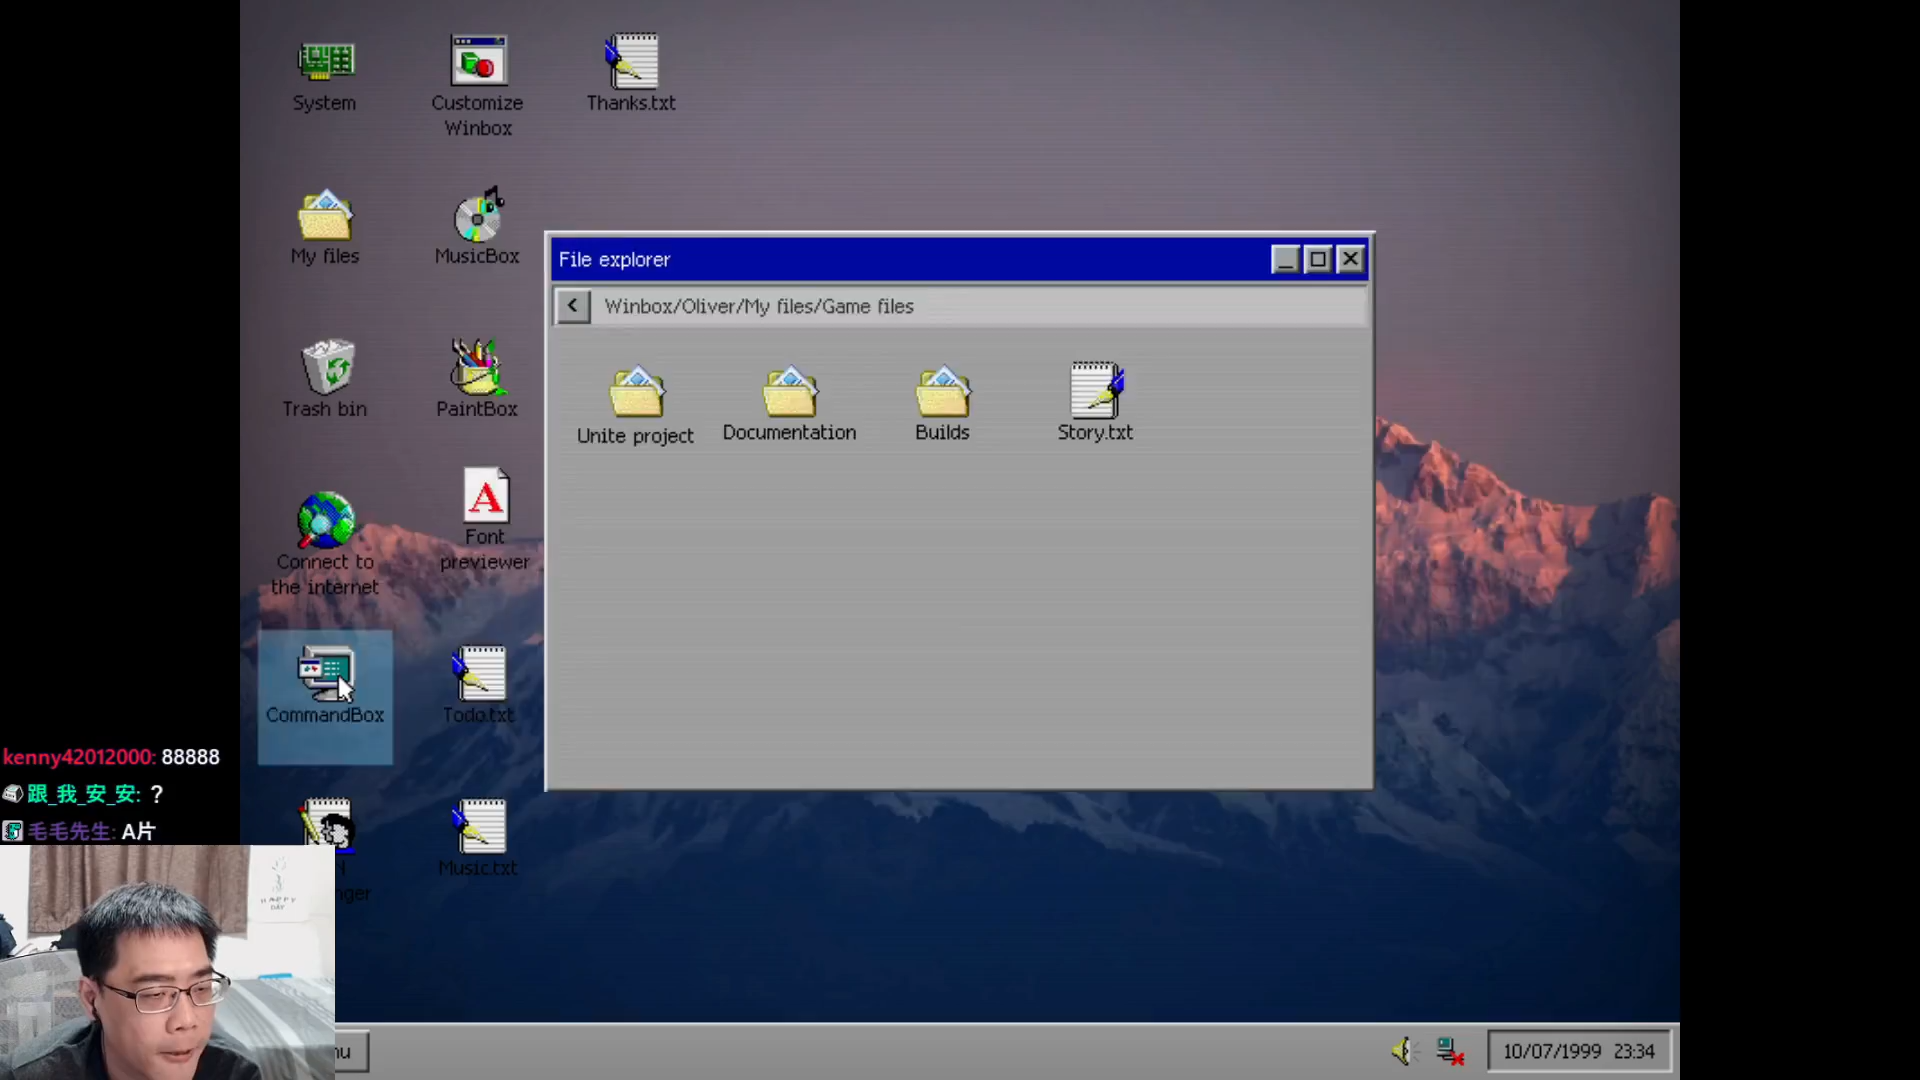 System
Customize
Winbox
Thanks.txt
My files
MusicBox
File explorer
Winbox/Oliver/My files/Game files
Unite project
Documentation
Builds
Story.txt
Trash bin
PaintBox
Font
previewer
Connect to
the internet
CommandBox
Todo.txt
kenny42012000: 88888
跟_我_安_安: ?
毛毛先生: A片
Music.txt
HAPPY
DAY
10/07/1999 23:34